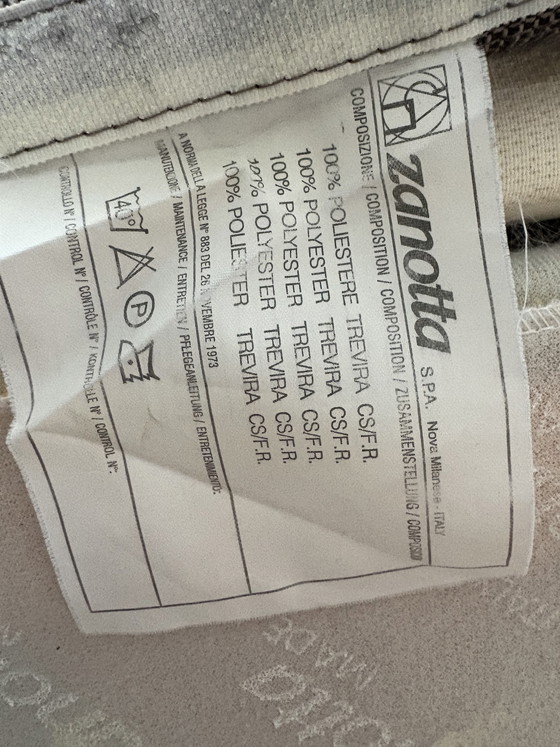 zanotta S.P.A. Nova Milanese - ITALY
COMPOSIZIONE / COMPOSITION / COMPOSITION / ZUSAMMENSTELLUNG / COMPOSICION
100% POLIESTERE TREVIRA CS/F.R.
100% POLYESTER TREVIRA CS/F.R.
100% POLYESTER TREVIRA CS/F.R.
100% POLYESTER TREVIRA CS/F.R.
100% POLIESTER TREVIRA CS/F.R.
A NORMA DELLA LEGGE N° 883 DEL 26 NOVEMBRE 1973
MANUTENZIONE / MAINTENANCE / ENTRETIEN / PFLEGEANLEITUNG / ENTRETENIMIENTO:
40° P
CONTROLLO N° / CONTROL N° / CONTRÔLE N° / KONTROLLE N° / CONTROL N°:
MADE